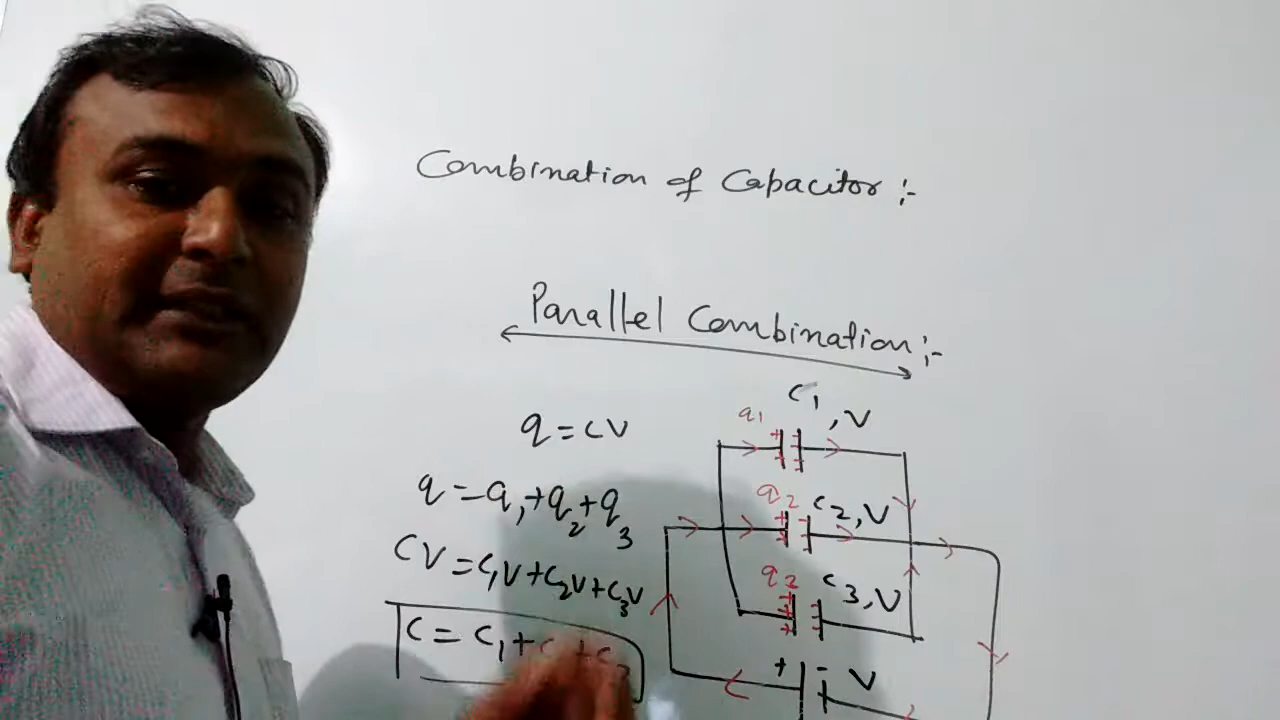 Combination of Capacitor :-
Parallel Combination :-
q = CV
q = q1 + q2 + q3
CV = C1V + C2V + C3V
C = C1 + C + C
q1 C1, V
q2 C2, V
q3 C3, V
+ - V